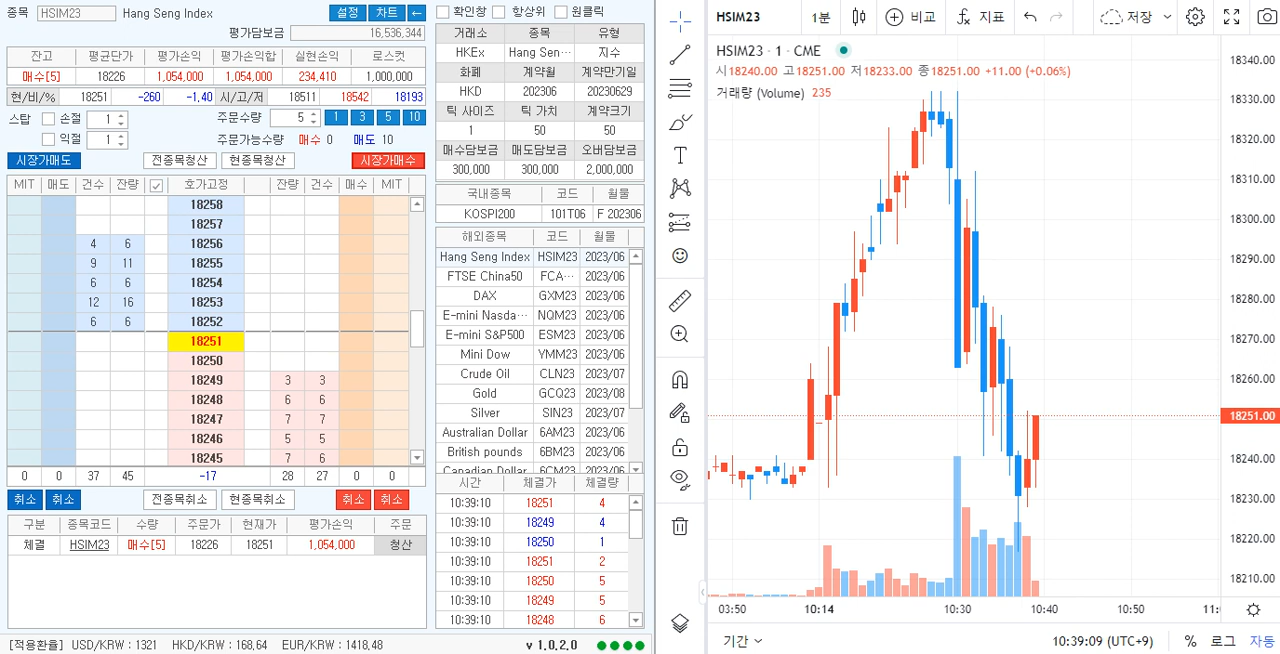 종목 HSIM23 Hang Seng Index 설정 차트 ←
평가담보금 16,536,344
잔고 평균단가 평가손익 평가손익합 실현손익 로스컷
매수[5] 18226 1,054,000 1,054,000 234,410 1,000,000
현/비/% 18251 -260 -1.40 시/고/저 18511 18542 18193
스탑 손절 1 주문수량 5 1 3 5 10
익절 1 주문가능수량 매수 0 매도 10
시장가매도 전종목청산 현종목청산 시장가매수
MIT 매도 건수 잔량 호가고정 잔량 건수 매수 MIT
18258
18257
4 6 18256
9 11 18255
6 6 18254
12 16 18253
6 6 18252
18251
18250
18249 3 3
18248 6 6
18247 7 7
18246 5 5
18245 7 6
0 0 37 45 -17 28 27 0 0
취소 취소 전종목취소 현종목취소 취소 취소
구분 종목코드 수량 주문가 현재가 평가손익 주문
체결 HSIM23 매수[5] 18226 18251 1,054,000 청산
[적용환율] USD/KRW : 1321 HKD/KRW : 168.64 EUR/KRW : 1418.48 v 1.0.2.0
확인창 항상위 원클릭
거래소 종목 유형
HKEx Hang Sen… 지수
화폐 계약월 계약만기일
HKD 202306 20230629
틱 사이즈 틱 가치 계약크기
1 50 50
매수담보금 매도담보금 오버담보금
300,000 300,000 2,000,000
국내종목 코드 월물
KOSPI200 101T06 F 202306
해외종목 코드 월물
Hang Seng Index HSIM23 2023/06
FTSE China50 FCA… 2023/06
DAX GXM23 2023/06
E-mini Nasda… NQM23 2023/06
E-mini S&P500 ESM23 2023/06
Mini Dow YMM23 2023/06
Crude Oil CLN23 2023/07
Gold GCQ23 2023/08
Silver SIN23 2023/07
Australian Dollar 6AM23 2023/06
British pounds 6BM23 2023/06
Canadian Dollar 6CM23 2023/06
시간 체결가 체결량
10:39:10 18251 4
10:39:10 18249 4
10:39:10 18250 1
10:39:10 18251 2
10:39:10 18250 5
10:39:10 18249 5
10:39:10 18248 6
HSIM23 1분 비교 지표 저장
HSIM23 · 1 · CME
시18240.00 고18251.00 저18233.00 종18251.00 +11.00 (+0.06%)
거래량 (Volume) 235
18340.00
18330.00
18320.00
18310.00
18300.00
18290.00
18280.00
18270.00
18260.00
18251.00
18240.00
18230.00
18220.00
18210.00
03:50 10:14 10:30 10:40 10:50 11:
기간 10:39:09 (UTC+9) % 로그 자동